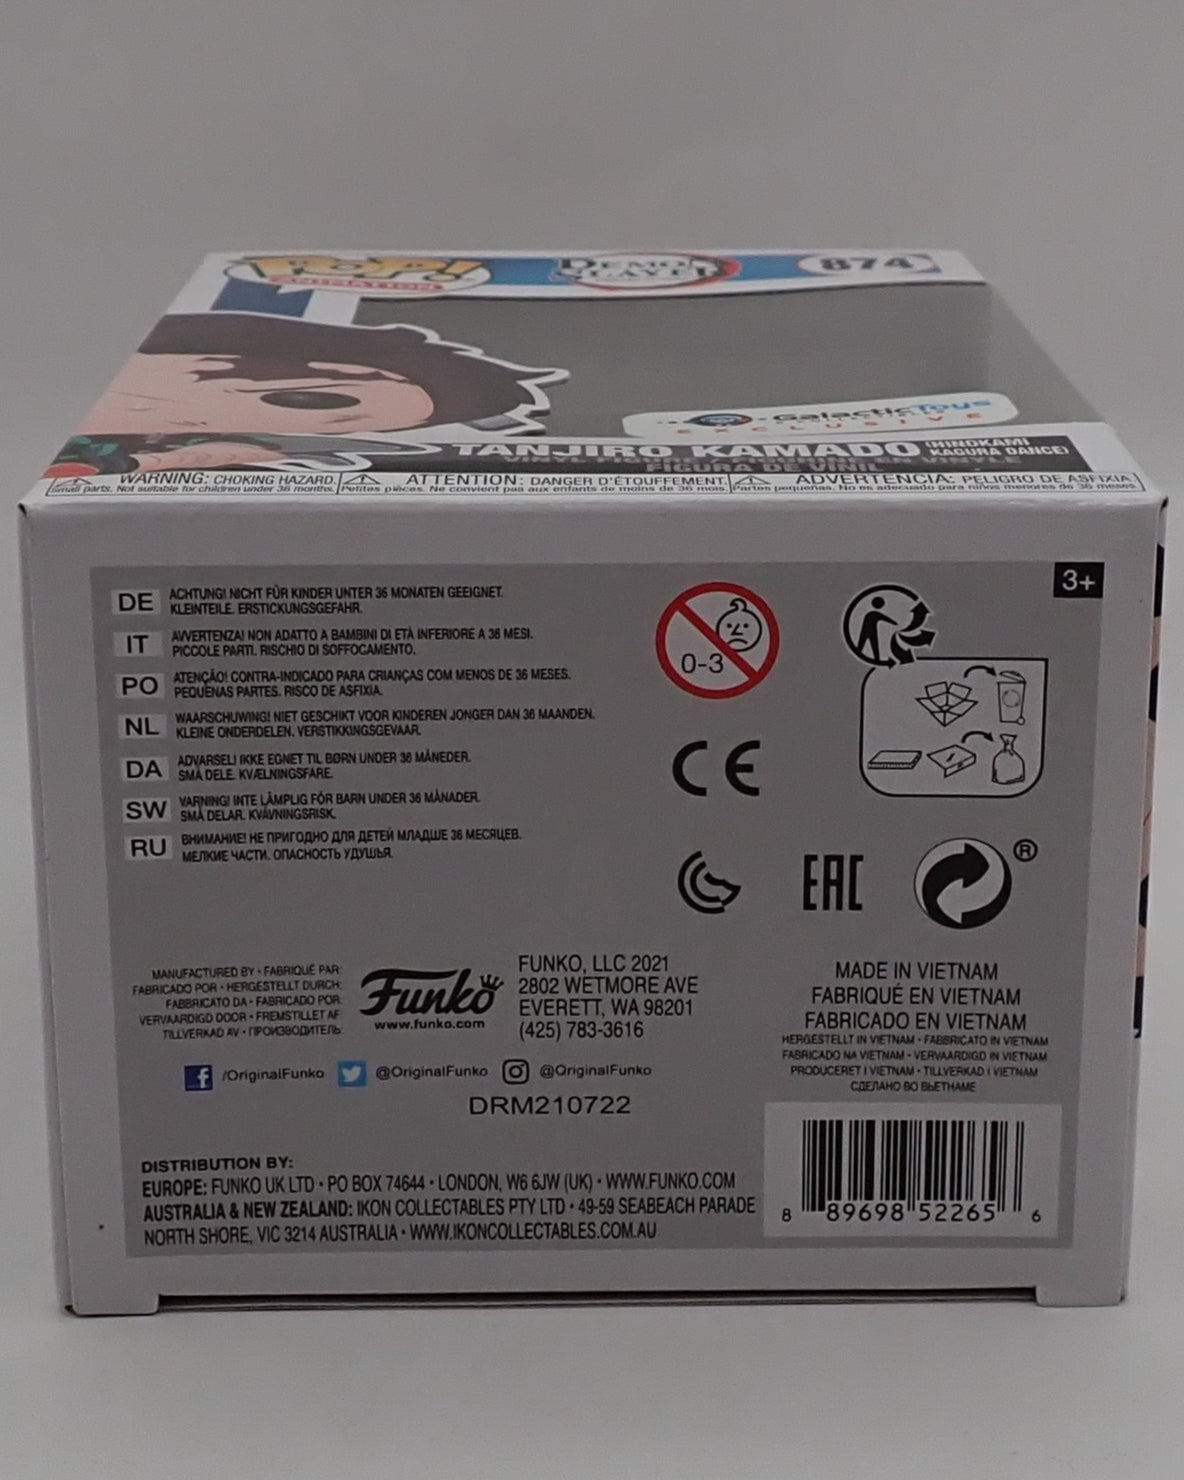 POP!
ANIMATION
DEMON
SLAYER
874
GalacticToys
EXCLUSIVE
TANJIRO KAMADO (HINOKAMI
KAGURA DANCE)
VINYL FIGURE
EN VINYLE
FIGURA DE VINIL
WARNING: CHOKING HAZARD.
Small parts. Not suitable for children under 36 months.
ATTENTION: DANGER D'ÉTOUFFEMENT.
Petites pièces. Ne convient pas aux enfants de moins de 36 mois.
ADVERTENCIA: PELIGRO DE ASFIXIA.
Partes pequeñas. No es adecuado para niños menores de 36 meses.
3+
DE ACHTUNG! NICHT FÜR KINDER UNTER 36 MONATEN GEEIGNET.
KLEINTEILE. ERSTICKUNGSGEFAHR.
IT AVVERTENZA! NON ADATTO A BAMBINI DI ETÀ INFERIORE A 36 MESI.
PICCOLE PARTI. RISCHIO DI SOFFOCAMENTO.
PO ATENÇÃO! CONTRA-INDICADO PARA CRIANÇAS COM MENOS DE 36 MESES.
PEQUENAS PARTES. RISCO DE ASFIXIA.
NL WAARSCHUWING! NIET GESCHIKT VOOR KINDEREN JONGER DAN 36 MAANDEN.
KLEINE ONDERDELEN. VERSTIKKINGSGEVAAR.
DA ADVARSEL! IKKE EGNET TIL BØRN UNDER 36 MÅNEDER.
SMÅ DELE. KVÆLNINGSFARE.
SW VARNING! INTE LÄMPLIG FÖR BARN UNDER 36 MÅNADER.
SMÅ DELAR. KVÄVNINGSRISK.
RU ВНИМАНИЕ! НЕ ПРИГОДНО ДЛЯ ДЕТЕЙ МЛАДШЕ 36 МЕСЯЦЕВ.
МЕЛКИЕ ЧАСТИ. ОПАСНОСТЬ УДУШЬЯ.
0-3
CE
EAC
®
MANUFACTURED BY • FABRIQUÉ PAR:
FABRICADO POR • HERGESTELLT DURCH:
FABBRICATO DA • FABRICADO POR:
VERVAARDIGD DOOR • FREMSTILLET AF
TILLVERKAD AV • ПРОИЗВОДИТЕЛЬ:
Funko
www.funko.com
FUNKO, LLC 2021
2802 WETMORE AVE
EVERETT, WA 98201
(425) 783-3616
MADE IN VIETNAM
FABRIQUÉ EN VIETNAM
FABRICADO EN VIETNAM
HERGESTELLT IN VIETNAM • FABBRICATO IN VIETNAM
FABRICADO NA VIETNAM • VERVAARDIGD IN VIETNAM
PRODUCERET I VIETNAM • TILLVERKAD I VIETNAM
СДЕЛАНО ВО ВЬЕТНАМЕ
f /OriginalFunko @OriginalFunko @OriginalFunko
DRM210722
DISTRIBUTION BY:
EUROPE: FUNKO UK LTD • PO BOX 74644 • LONDON, W6 6JW (UK) • WWW.FUNKO.COM
AUSTRALIA & NEW ZEALAND: IKON COLLECTABLES PTY LTD • 49-59 SEABEACH PARADE
NORTH SHORE, VIC 3214 AUSTRALIA • WWW.IKONCOLLECTABLES.COM.AU
8 89698 52265 6